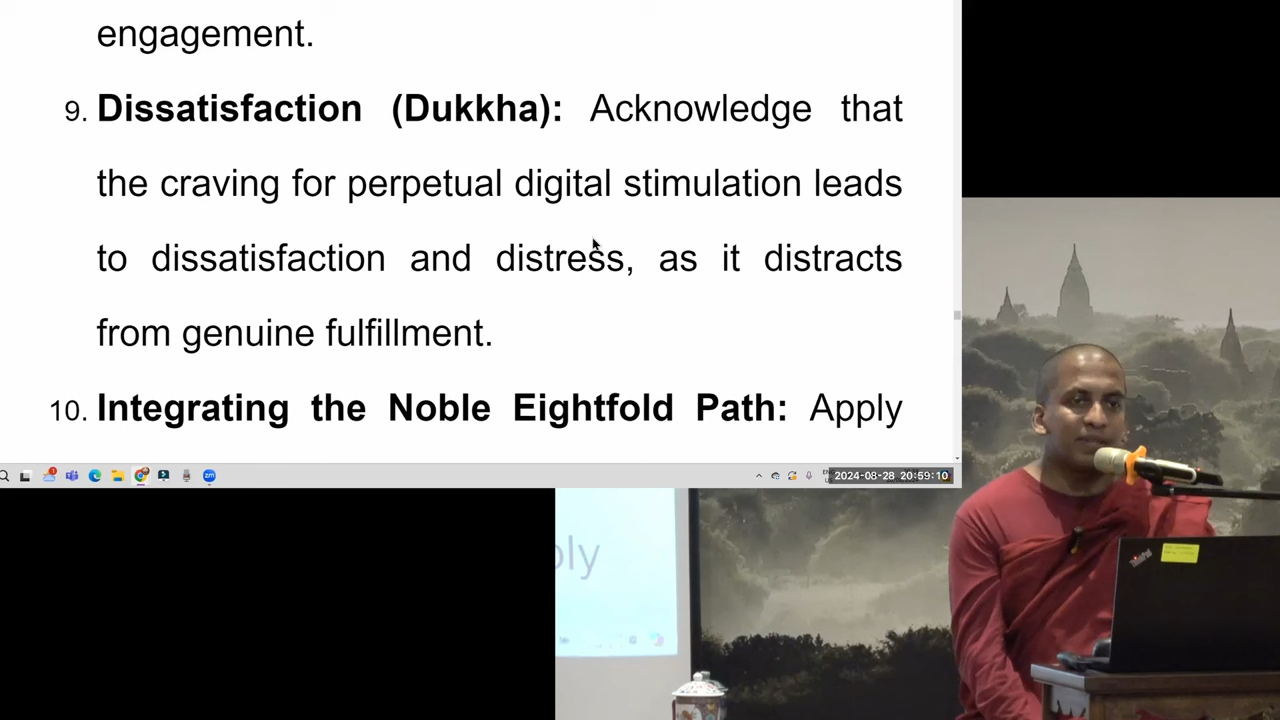 engagement.
9. Dissatisfaction (Dukkha): Acknowledge that
the craving for perpetual digital stimulation leads
to dissatisfaction and distress, as it distracts
from genuine fulfillment.
10. Integrating the Noble Eightfold Path: Apply
2024-08-28 20:59:10